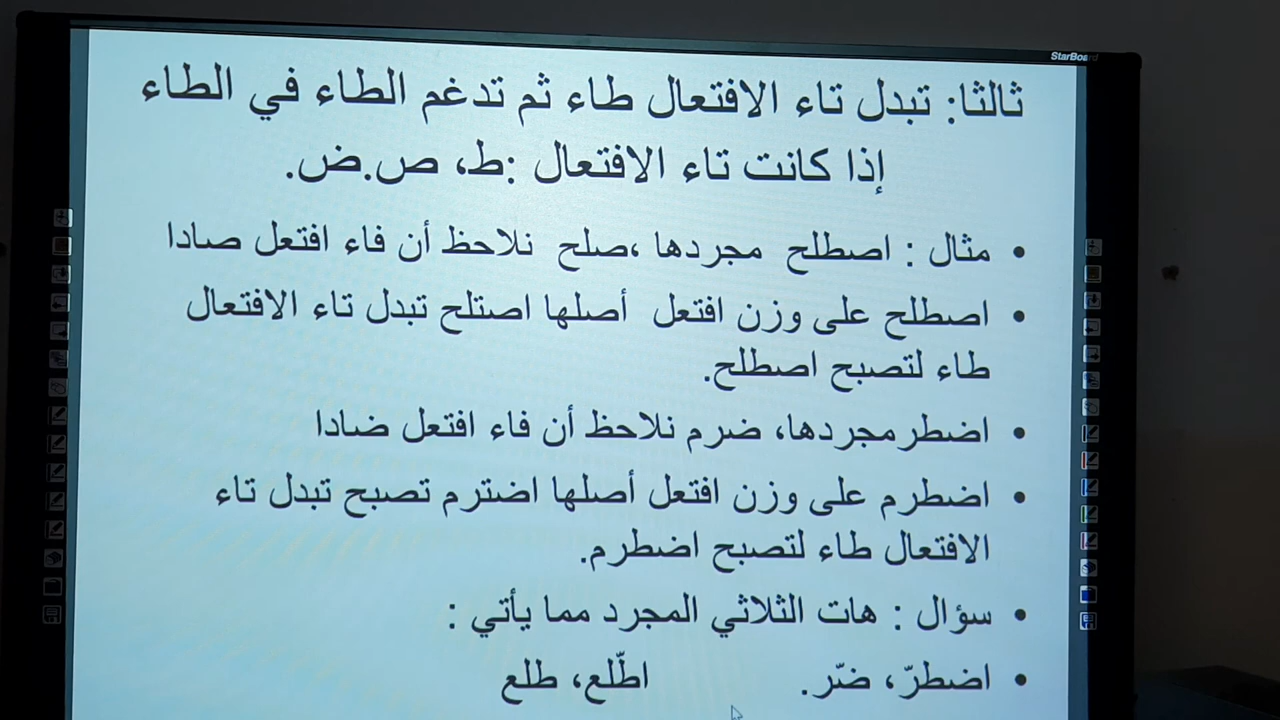 StarBoard
ثالثا: تبدل تاء الافتعال طاء ثم تدغم الطاء في الطاء
إذا كانت تاء الافتعال :ط، ص.ض.
• مثال : اصطلح مجردها ،صلح نلاحظ أن فاء افتعل صادا
• اصطلح على وزن افتعل أصلها اصتلح تبدل تاء الافتعال
طاء لتصبح اصطلح.
• اضطرمجردها، ضرم نلاحظ أن فاء افتعل ضادا
• اضطرم على وزن افتعل أصلها اضترم تصبح تبدل تاء
الافتعال طاء لتصبح اضطرم.
• سؤال : هات الثلاثي المجرد مما يأتي :
• اضطرّ، ضّر. اطّلع، طلع